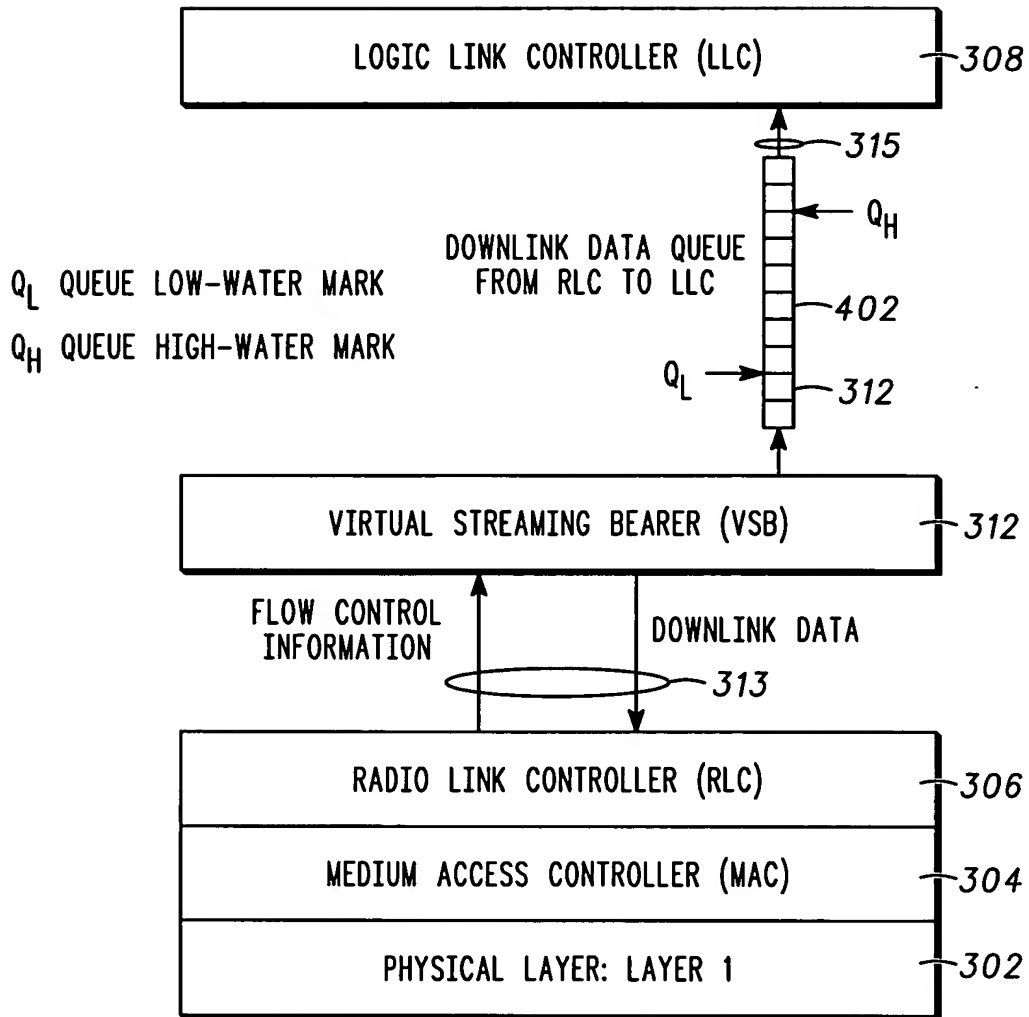 LOGIC LINK CONTROLLER (LLC)
308
315
Q_H
DOWNLINK DATA QUEUE
FROM RLC TO LLC
Q_L QUEUE LOW-WATER MARK
402
Q_H QUEUE HIGH-WATER MARK
Q_L
312
VIRTUAL STREAMING BEARER (VSB)
312
FLOW CONTROL
INFORMATION
DOWNLINK DATA
313
RADIO LINK CONTROLLER (RLC)
306
MEDIUM ACCESS CONTROLLER (MAC)
304
PHYSICAL LAYER: LAYER 1
302